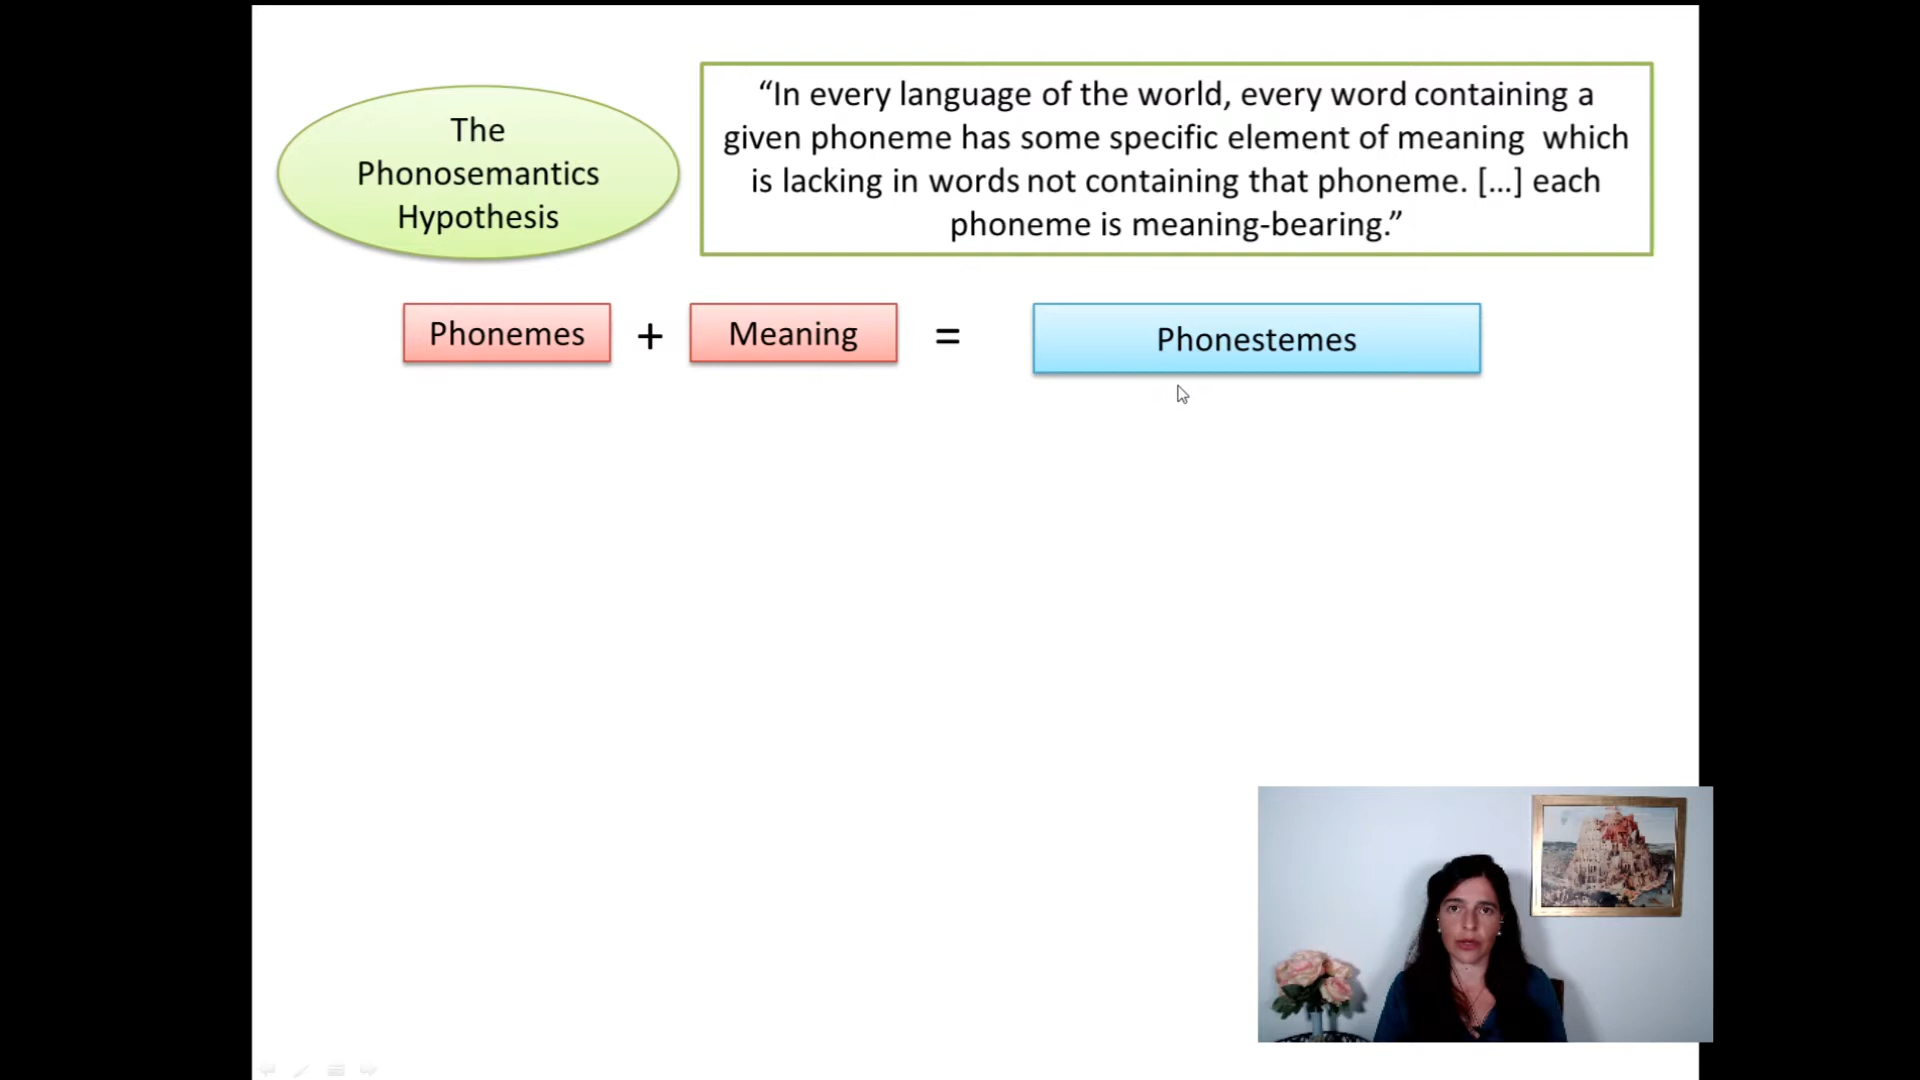 The
Phonosemantics
Hypothesis
“In every language of the world, every word containing a
given phoneme has some specific element of meaning which
is lacking in words not containing that phoneme. […] each
phoneme is meaning-bearing.”
Phonemes + Meaning = Phonestemes